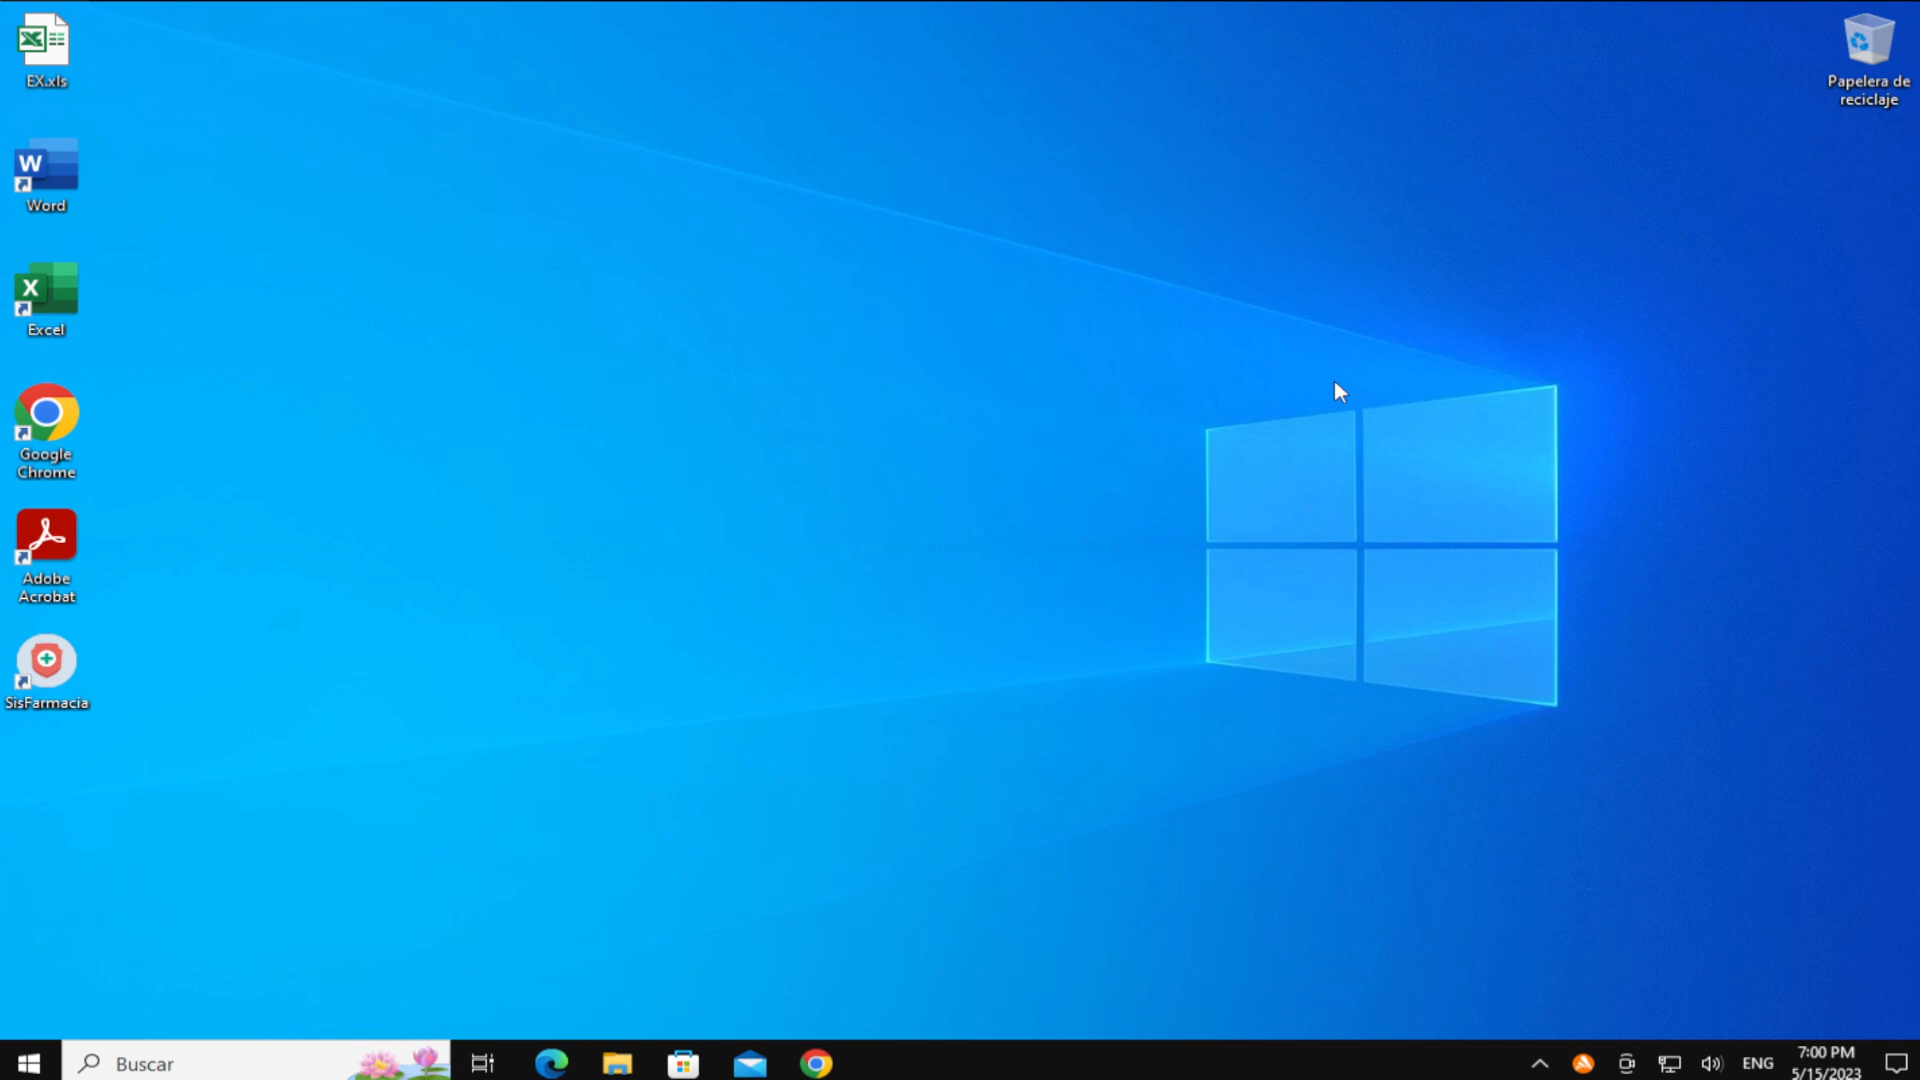 EX.xls
Word
Excel
Google
Chrome
Adobe
Acrobat
SisFarmacia
Papelera de
reciclaje
Buscar
ENG
7:00 PM
5/15/2023